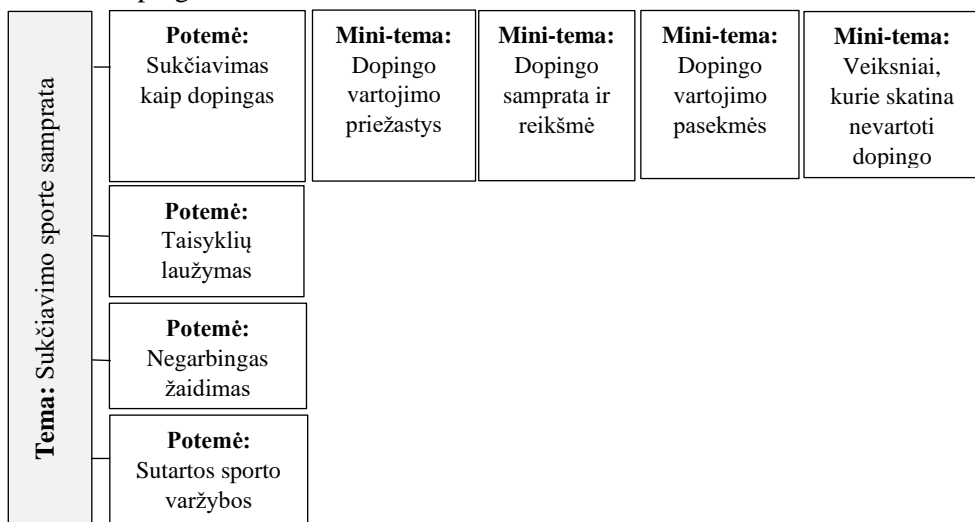 Tema: Sukčiavimo sporte samprata
Potemė:
Sukčiavimas
kaip dopingas
Mini-tema:
Dopingo
vartojimo
priežastys
Mini-tema:
Dopingo
samprata ir
reikšmė
Mini-tema:
Dopingo
vartojimo
pasekmės
Mini-tema:
Veiksniai,
kurie skatina
nevartoti
dopingo
Potemė:
Taisyklių
laužymas
Potemė:
Negarbingas
žaidimas
Potemė:
Sutartos sporto
varžybos